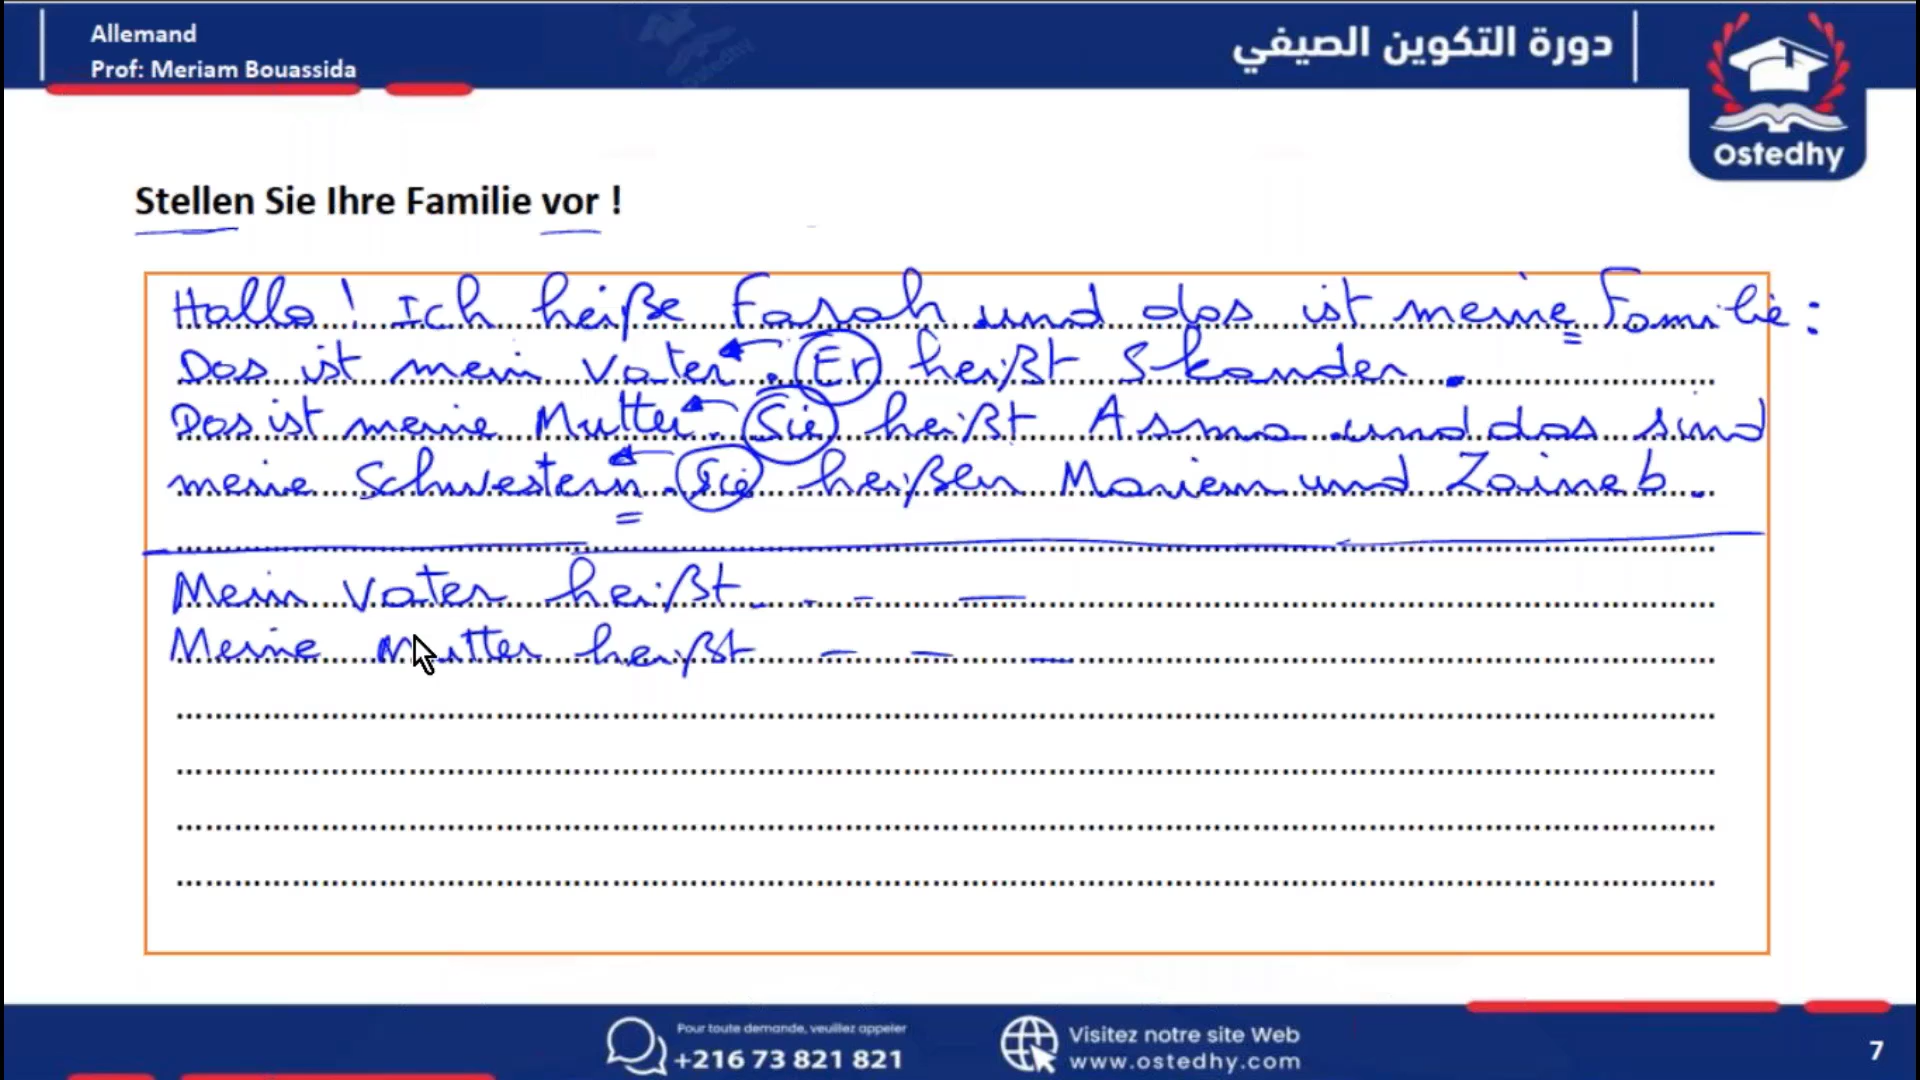 Allemand
Prof: Meriam Bouassida
دورة التكوين الصيفي
Ostedhy
Stellen Sie Ihre Familie vor !
Hallo ! Ich heiße Farah und das ist meine Familie :
Das ist mein Vater . Er heißt Skander .
Das ist meine Mutter . Sie heißt Asma und das sind
meine Schwestern . Sie heißen Mariem und Zaineb .
Mein Vater heißt - - - —
Meine Mutter heißt - - —
Pour toute demande, veuillez appeler
+216 73 821 821
Visitez notre site Web
www.ostedhy.com
7